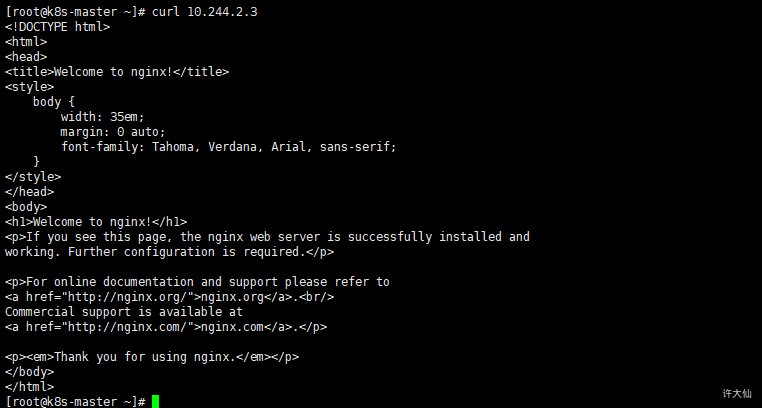 [root@k8s-master ~]# curl 10.244.2.3
<!DOCTYPE html>
<html>
<head>
<title>Welcome to nginx!</title>
<style>
    body {
        width: 35em;
        margin: 0 auto;
        font-family: Tahoma, Verdana, Arial, sans-serif;
    }
</style>
</head>
<body>
<h1>Welcome to nginx!</h1>
<p>If you see this page, the nginx web server is successfully installed and
working. Further configuration is required.</p>

<p>For online documentation and support please refer to
<a href="http://nginx.org/">nginx.org</a>.<br/>
Commercial support is available at
<a href="http://nginx.com/">nginx.com</a>.</p>

<p><em>Thank you for using nginx.</em></p>
</body>
</html>
[root@k8s-master ~]#
许大仙